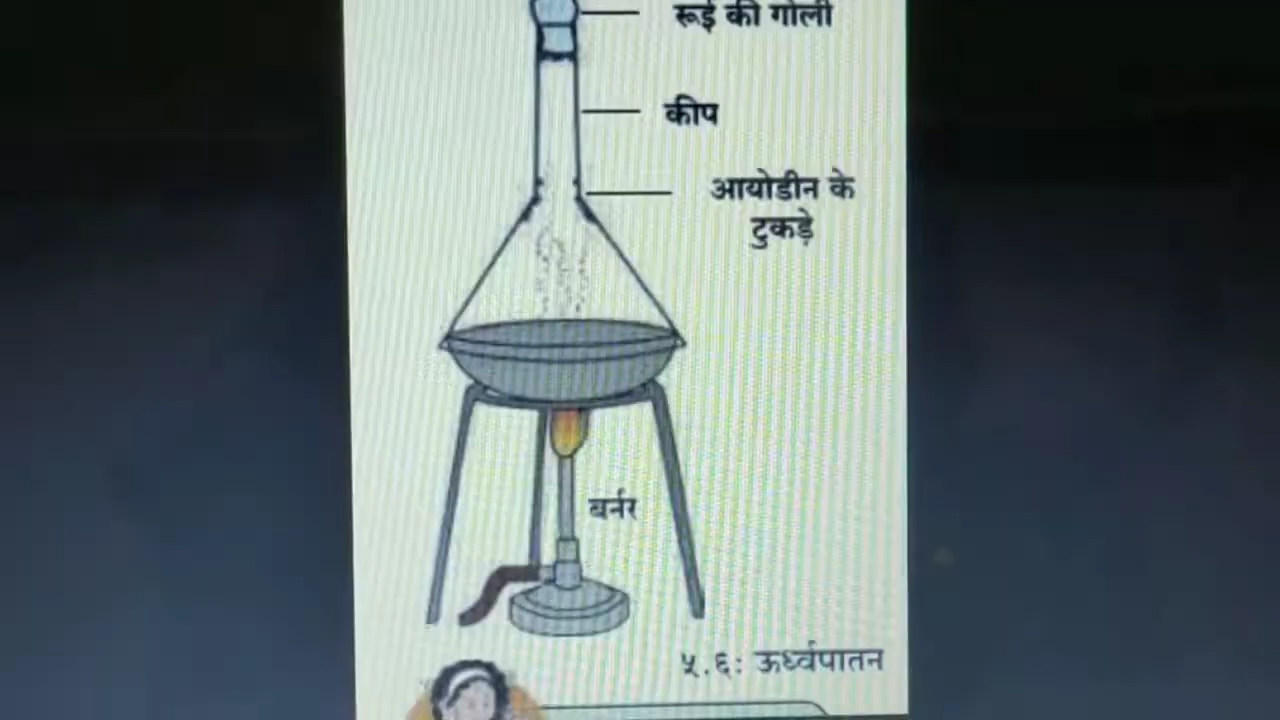 रूई की गोली
कीप
आयोडीन के
टुकड़े
बर्नर
५.६: ऊर्ध्वपातन